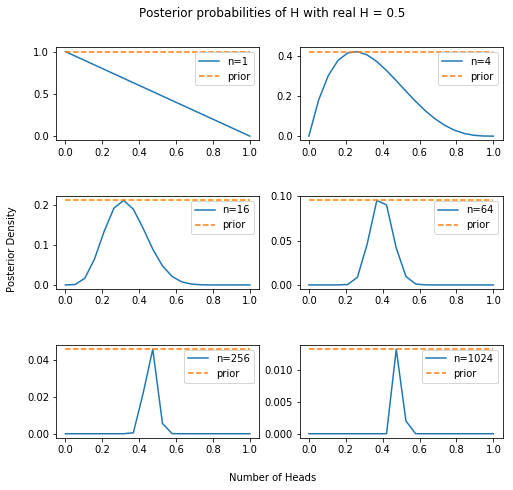 Posterior probabilities of H with real H = 0.5
1.0
0.5
0.0
n=1
prior
0.0 0.2 0.4 0.6 0.8 1.0
0.4
0.2
0.0
n=4
prior
0.0 0.2 0.4 0.6 0.8 1.0
Posterior Density
0.2
0.1
0.0
n=16
prior
0.0 0.2 0.4 0.6 0.8 1.0
0.10
0.05
0.00
n=64
prior
0.0 0.2 0.4 0.6 0.8 1.0
0.04
0.02
0.00
n=256
prior
0.0 0.2 0.4 0.6 0.8 1.0
0.010
0.005
0.000
n=1024
prior
0.0 0.2 0.4 0.6 0.8 1.0
Number of Heads